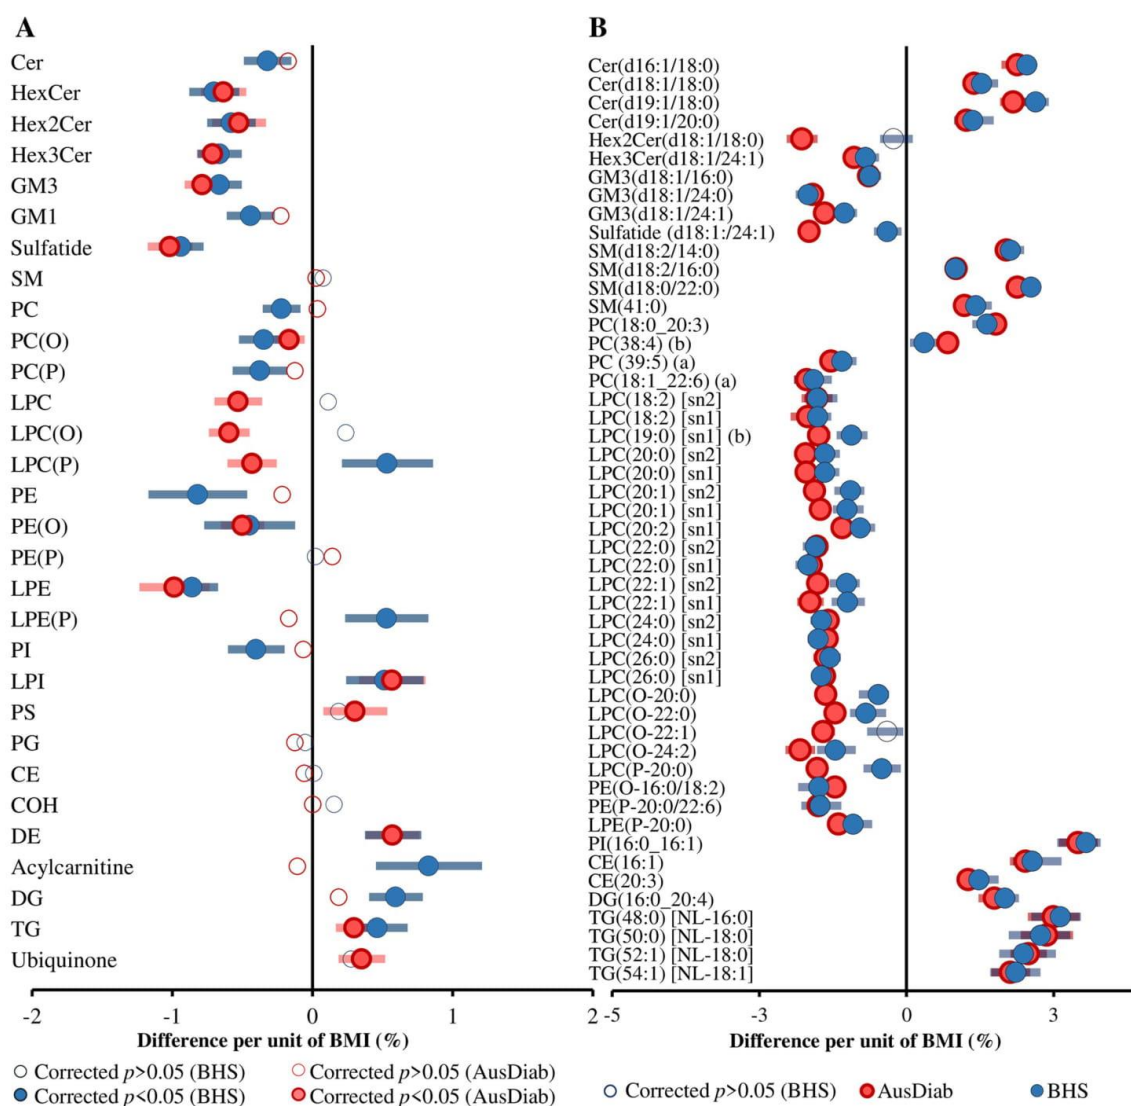 A
Cer
HexCer
Hex2Cer
Hex3Cer
GM3
GM1
Sulfatide
SM
PC
PC(O)
PC(P)
LPC
LPC(O)
LPC(P)
PE
PE(O)
PE(P)
LPE
LPE(P)
PI
LPI
PS
PG
CE
COH
DE
Acylcarnitine
DG
TG
Ubiquinone
-2 -1 0 1 2
Difference per unit of BMI (%)
Corrected p>0.05 (BHS) Corrected p>0.05 (AusDiab)
Corrected p<0.05 (BHS) Corrected p<0.05 (AusDiab)
B
Cer(d16:1/18:0)
Cer(d18:1/18:0)
Cer(d19:1/18:0)
Cer(d19:1/20:0)
Hex2Cer(d18:1/18:0)
Hex3Cer(d18:1/24:1)
GM3(d18:1/16:0)
GM3(d18:1/24:0)
GM3(d18:1/24:1)
Sulfatide (d18:1:/24:1)
SM(d18:2/14:0)
SM(d18:2/16:0)
SM(d18:0/22:0)
SM(41:0)
PC(18:0_20:3)
PC(38:4) (b)
PC (39:5) (a)
PC(18:1_22:6) (a)
LPC(18:2) [sn2]
LPC(18:2) [sn1]
LPC(19:0) [sn1] (b)
LPC(20:0) [sn2]
LPC(20:0) [sn1]
LPC(20:1) [sn2]
LPC(20:1) [sn1]
LPC(20:2) [sn1]
LPC(22:0) [sn2]
LPC(22:0) [sn1]
LPC(22:1) [sn2]
LPC(22:1) [sn1]
LPC(24:0) [sn2]
LPC(24:0) [sn1]
LPC(26:0) [sn2]
LPC(26:0) [sn1]
LPC(O-20:0)
LPC(O-22:0)
LPC(O-22:1)
LPC(O-24:2)
LPC(P-20:0)
PE(O-16:0/18:2)
PE(P-20:0/22:6)
LPE(P-20:0)
PI(16:0_16:1)
CE(16:1)
CE(20:3)
DG(16:0_20:4)
TG(48:0) [NL-16:0]
TG(50:0) [NL-18:0]
TG(52:1) [NL-18:0]
TG(54:1) [NL-18:1]
-5 -3 0 3
Difference per unit of BMI (%)
Corrected p>0.05 (BHS) AusDiab BHS